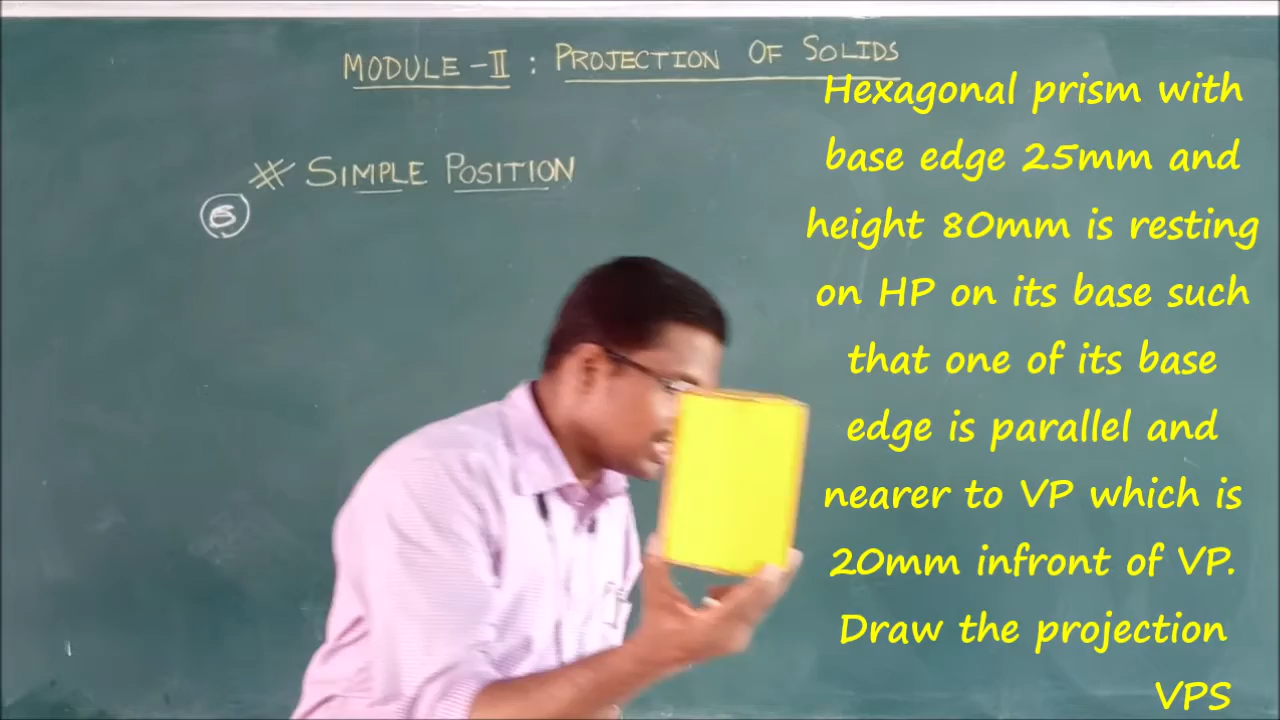 MODULE-II : PROJECTION OF SOLIDS
# SIMPLE POSITION
Hexagonal prism with
base edge 25mm and
height 80mm is resting
on HP on its base such
that one of its base
edge is parallel and
nearer to VP which is
20mm infront of VP.
Draw the projection
VPS